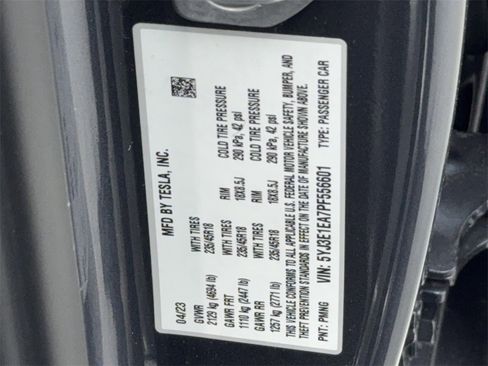 MFD BY TESLA, INC.
04/23
GVWR WITH TIRES RIM COLD TIRE PRESSURE
2129 kg (4694 lb) 235/45R18 18X8.5J 290 kPa, 42 psi
GAWR FRT WITH TIRES RIM COLD TIRE PRESSURE
1110 kg (2447 lb) 235/45R18 18X8.5J 290 kPa, 42 psi
GAWR RR
1257 kg (2771 lb)
THIS VEHICLE CONFORMS TO ALL APPLICABLE U.S. FEDERAL MOTOR VEHICLE SAFETY, BUMPER, AND
THEFT PREVENTION STANDARDS IN EFFECT ON THE DATE OF MANUFACTURE SHOWN ABOVE.
VIN: 5YJ3E1EA7PF556601
PNT: PMNG TYPE: PASSENGER CAR